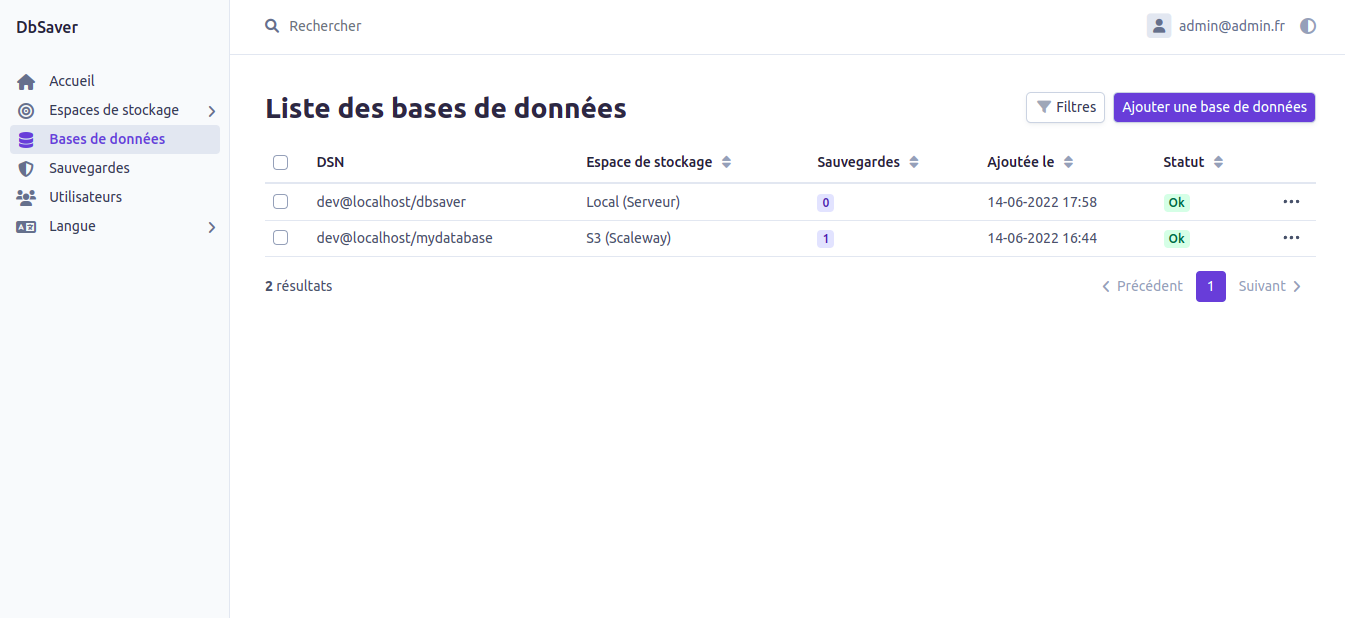 DbSaver
Rechercher
admin@admin.fr
Accueil
Espaces de stockage
Bases de données
Sauvegardes
Utilisateurs
Langue
Liste des bases de données
Filtres
Ajouter une base de données
DSN Espace de stockage Sauvegardes Ajoutée le Statut
dev@localhost/dbsaver Local (Serveur) 0 14-06-2022 17:58 Ok
dev@localhost/mydatabase S3 (Scaleway) 1 14-06-2022 16:44 Ok
2 résultats
Précédent 1 Suivant